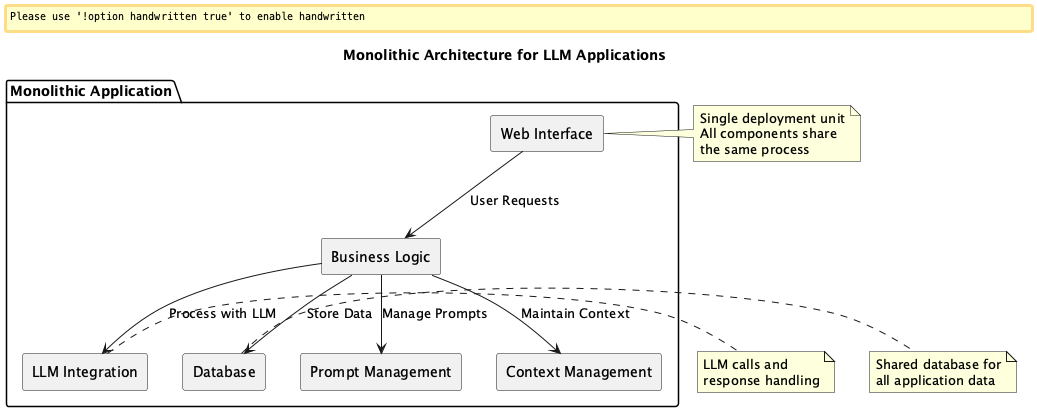 Please use '!option handwritten true' to enable handwritten
Monolithic Architecture for LLM Applications
Monolithic Application
Web Interface
Single deployment unit
All components share
the same process
User Requests
Business Logic
Process with LLM
Store Data
Manage Prompts
Maintain Context
LLM Integration
Database
Prompt Management
Context Management
LLM calls and
response handling
Shared database for
all application data